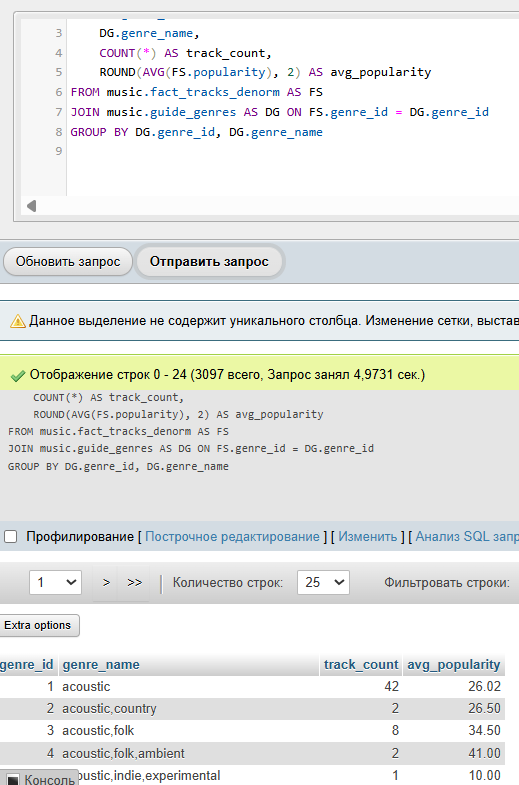 3 DG.genre_name,
4 COUNT(*) AS track_count,
5 ROUND(AVG(FS.popularity), 2) AS avg_popularity
6 FROM music.fact_tracks_denorm AS FS
7 JOIN music.guide_genres AS DG ON FS.genre_id = DG.genre_id
8 GROUP BY DG.genre_id, DG.genre_name
9
Обновить запрос Отправить запрос
Данное выделение не содержит уникального столбца. Изменение сетки, выстав
Отображение строк 0 - 24 (3097 всего, Запрос занял 4,9731 сек.)
COUNT(*) AS track_count,
ROUND(AVG(FS.popularity), 2) AS avg_popularity
FROM music.fact_tracks_denorm AS FS
JOIN music.guide_genres AS DG ON FS.genre_id = DG.genre_id
GROUP BY DG.genre_id, DG.genre_name
Профилирование [ Построчное редактирование ] [ Изменить ] [ Анализ SQL запр
1 > >> | Количество строк: 25 Фильтровать строки:
Extra options
genre_id genre_name track_count avg_popularity
1 acoustic 42 26.02
2 acoustic,country 2 26.50
3 acoustic,folk 8 34.50
4 acoustic,folk,ambient 2 41.00
oustic,indie,experimental 1 10.00
Консоль